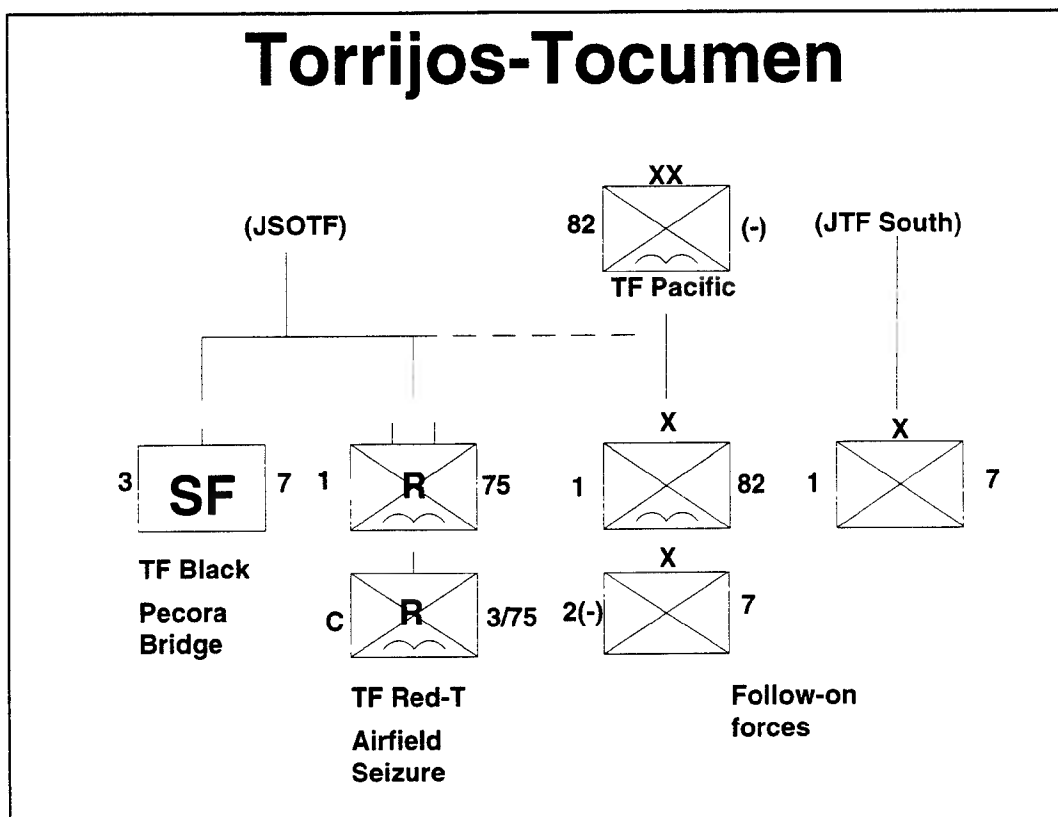 Torrijos-Tocumen
XX
(JSOTF)
82
(-)
(JTF South)
TF Pacific
X
X
3
SF
7
1
R
75
1
82
1
7
TF Black
X
Pecora
Bridge
C
R
3/75
2(-)
7
TF Red-T
Airfield
Seizure
Follow-on
forces